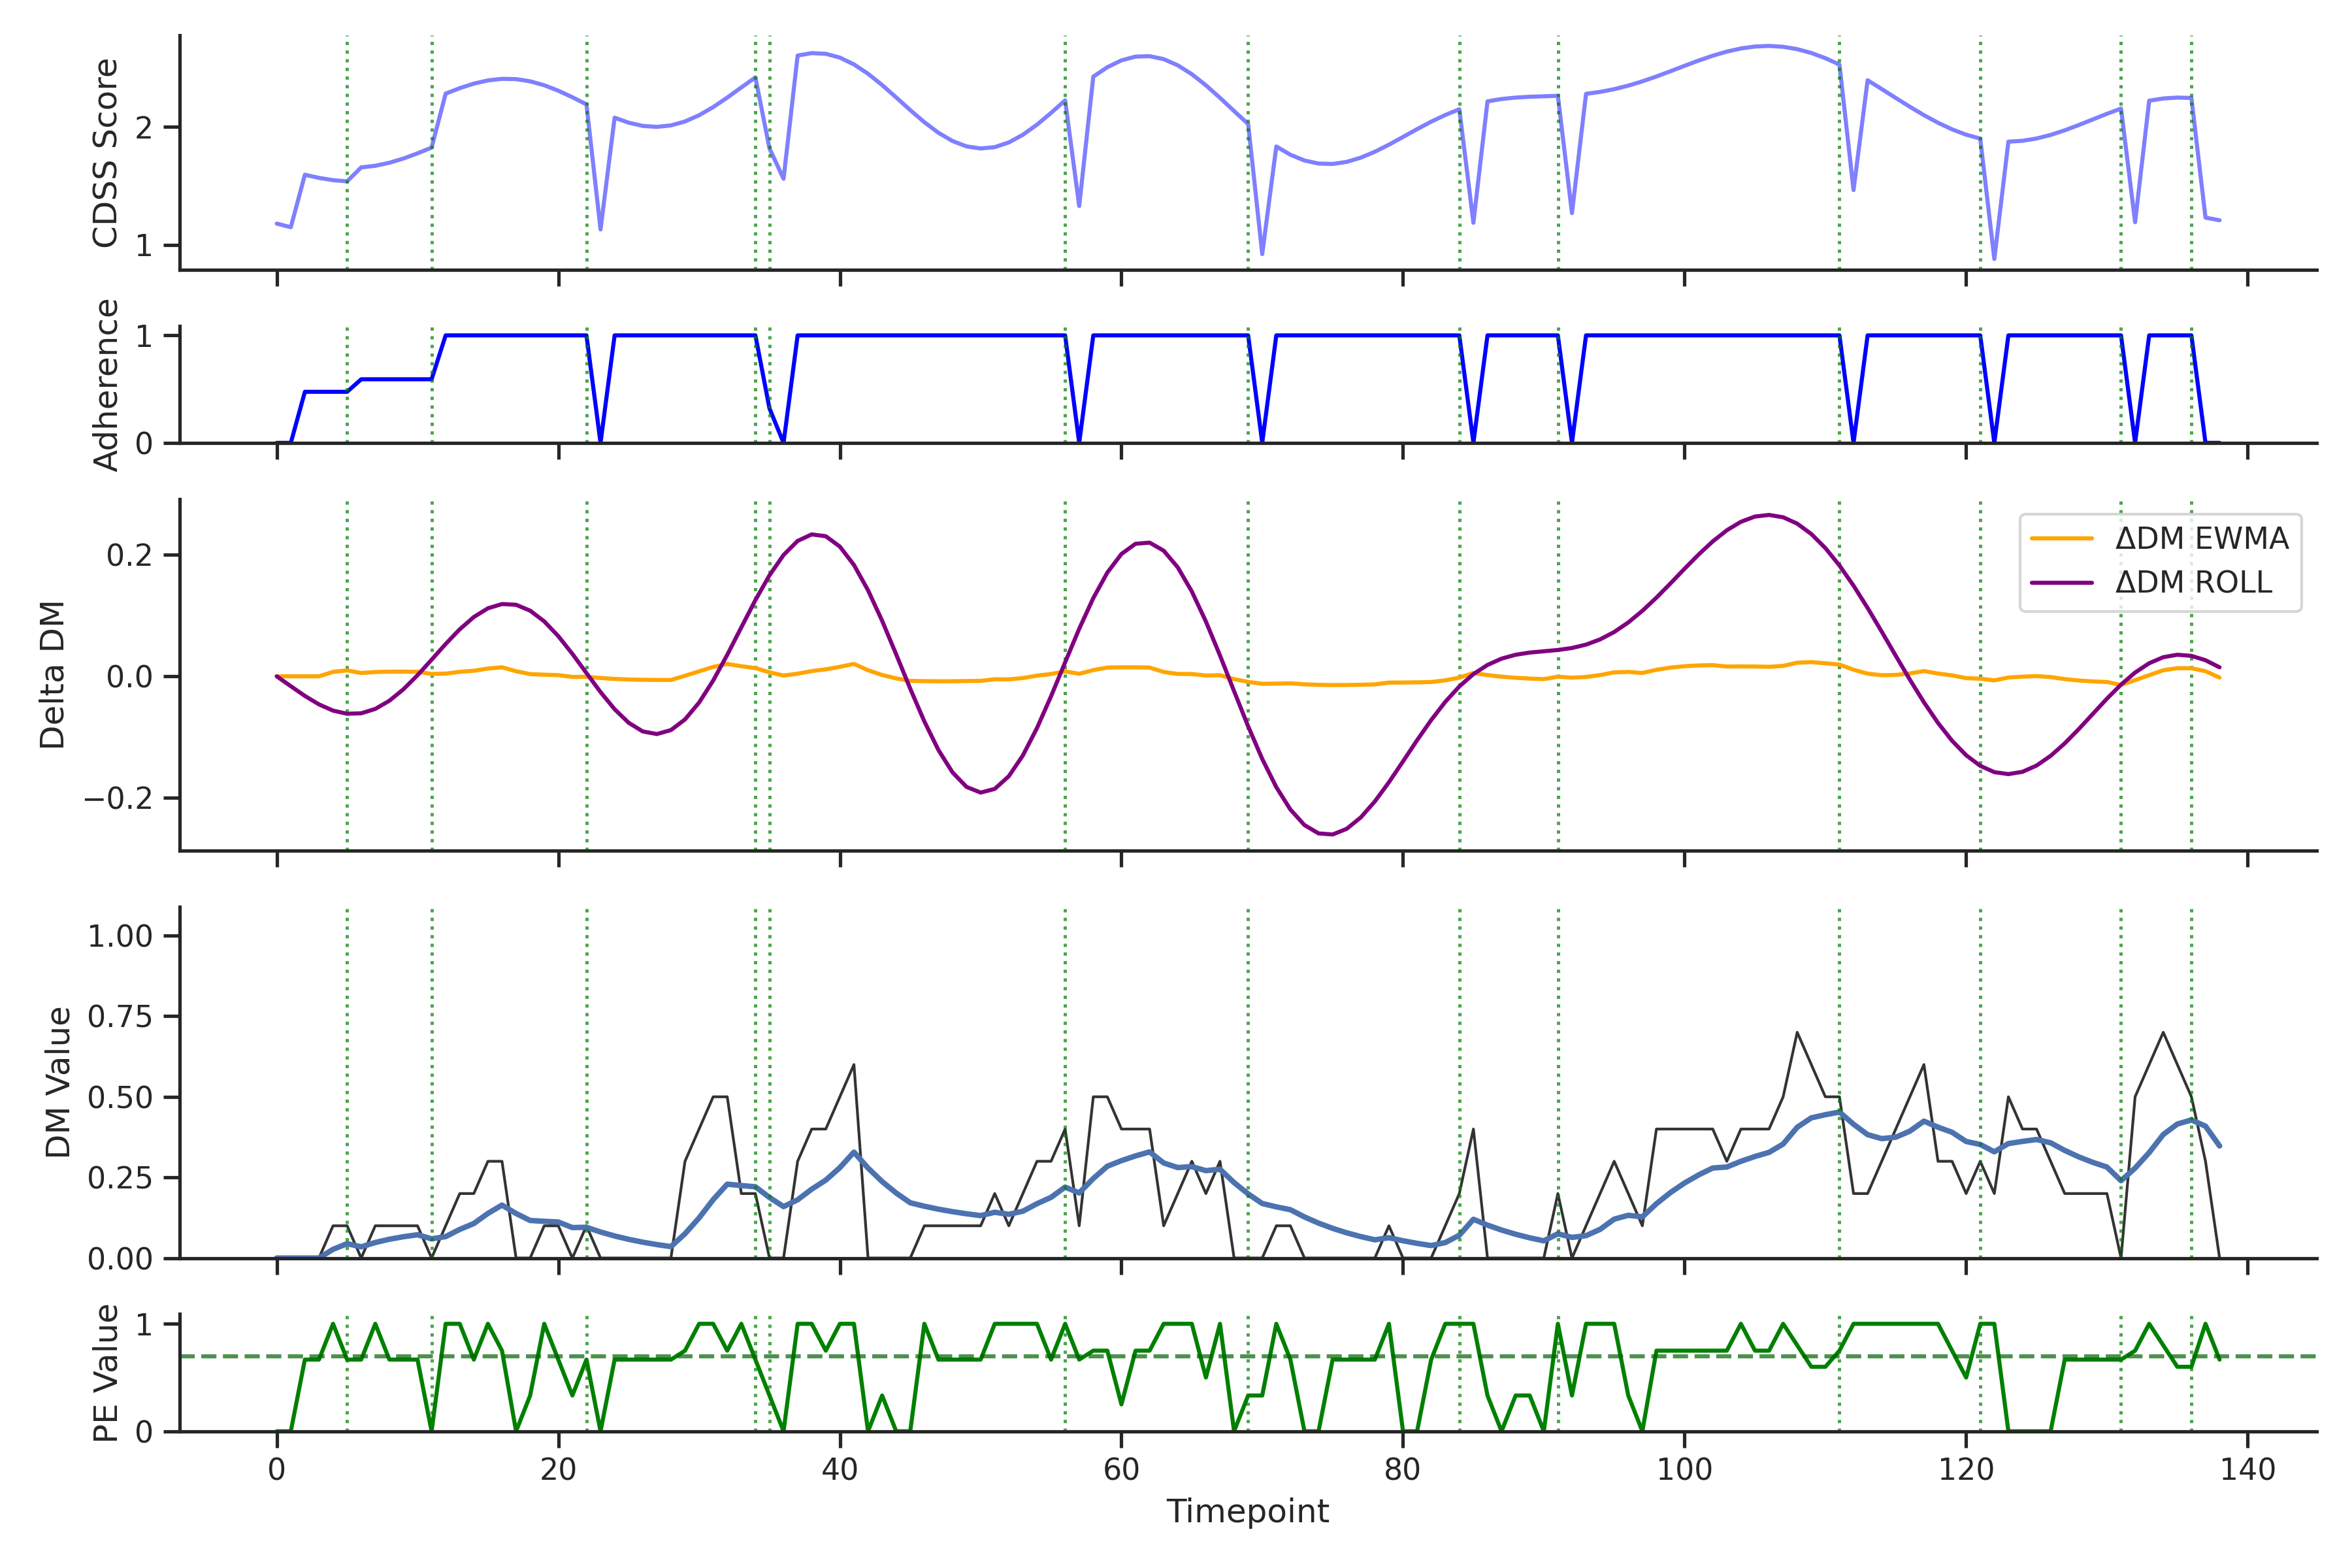 CDSS Score
2
1
Adherence
1
0
Delta DM
0.2
0.0
−0.2
ΔDM EWMA
ΔDM ROLL
DM Value
1.00
0.75
0.50
0.25
0.00
PE Value
1
0
0 20 40 60 80 100 120 140
Timepoint